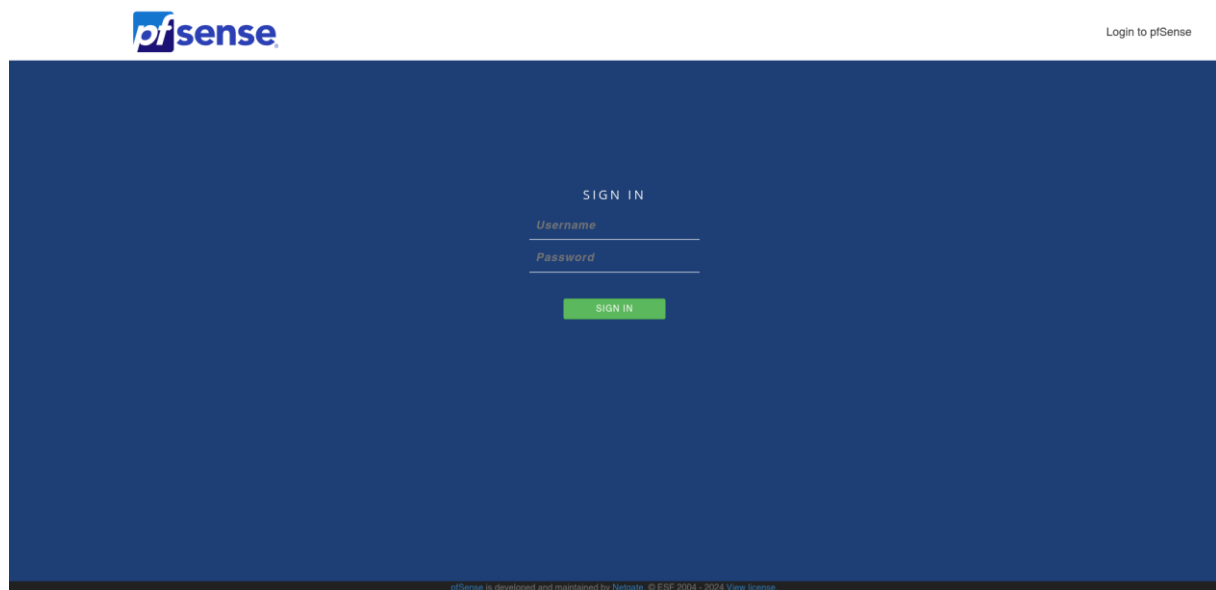 pfsense
Login to pfSense
SIGN IN
Username
Password
SIGN IN
pfSense is developed and maintained by Netgate. © ESF 2004 - 2024 View license.